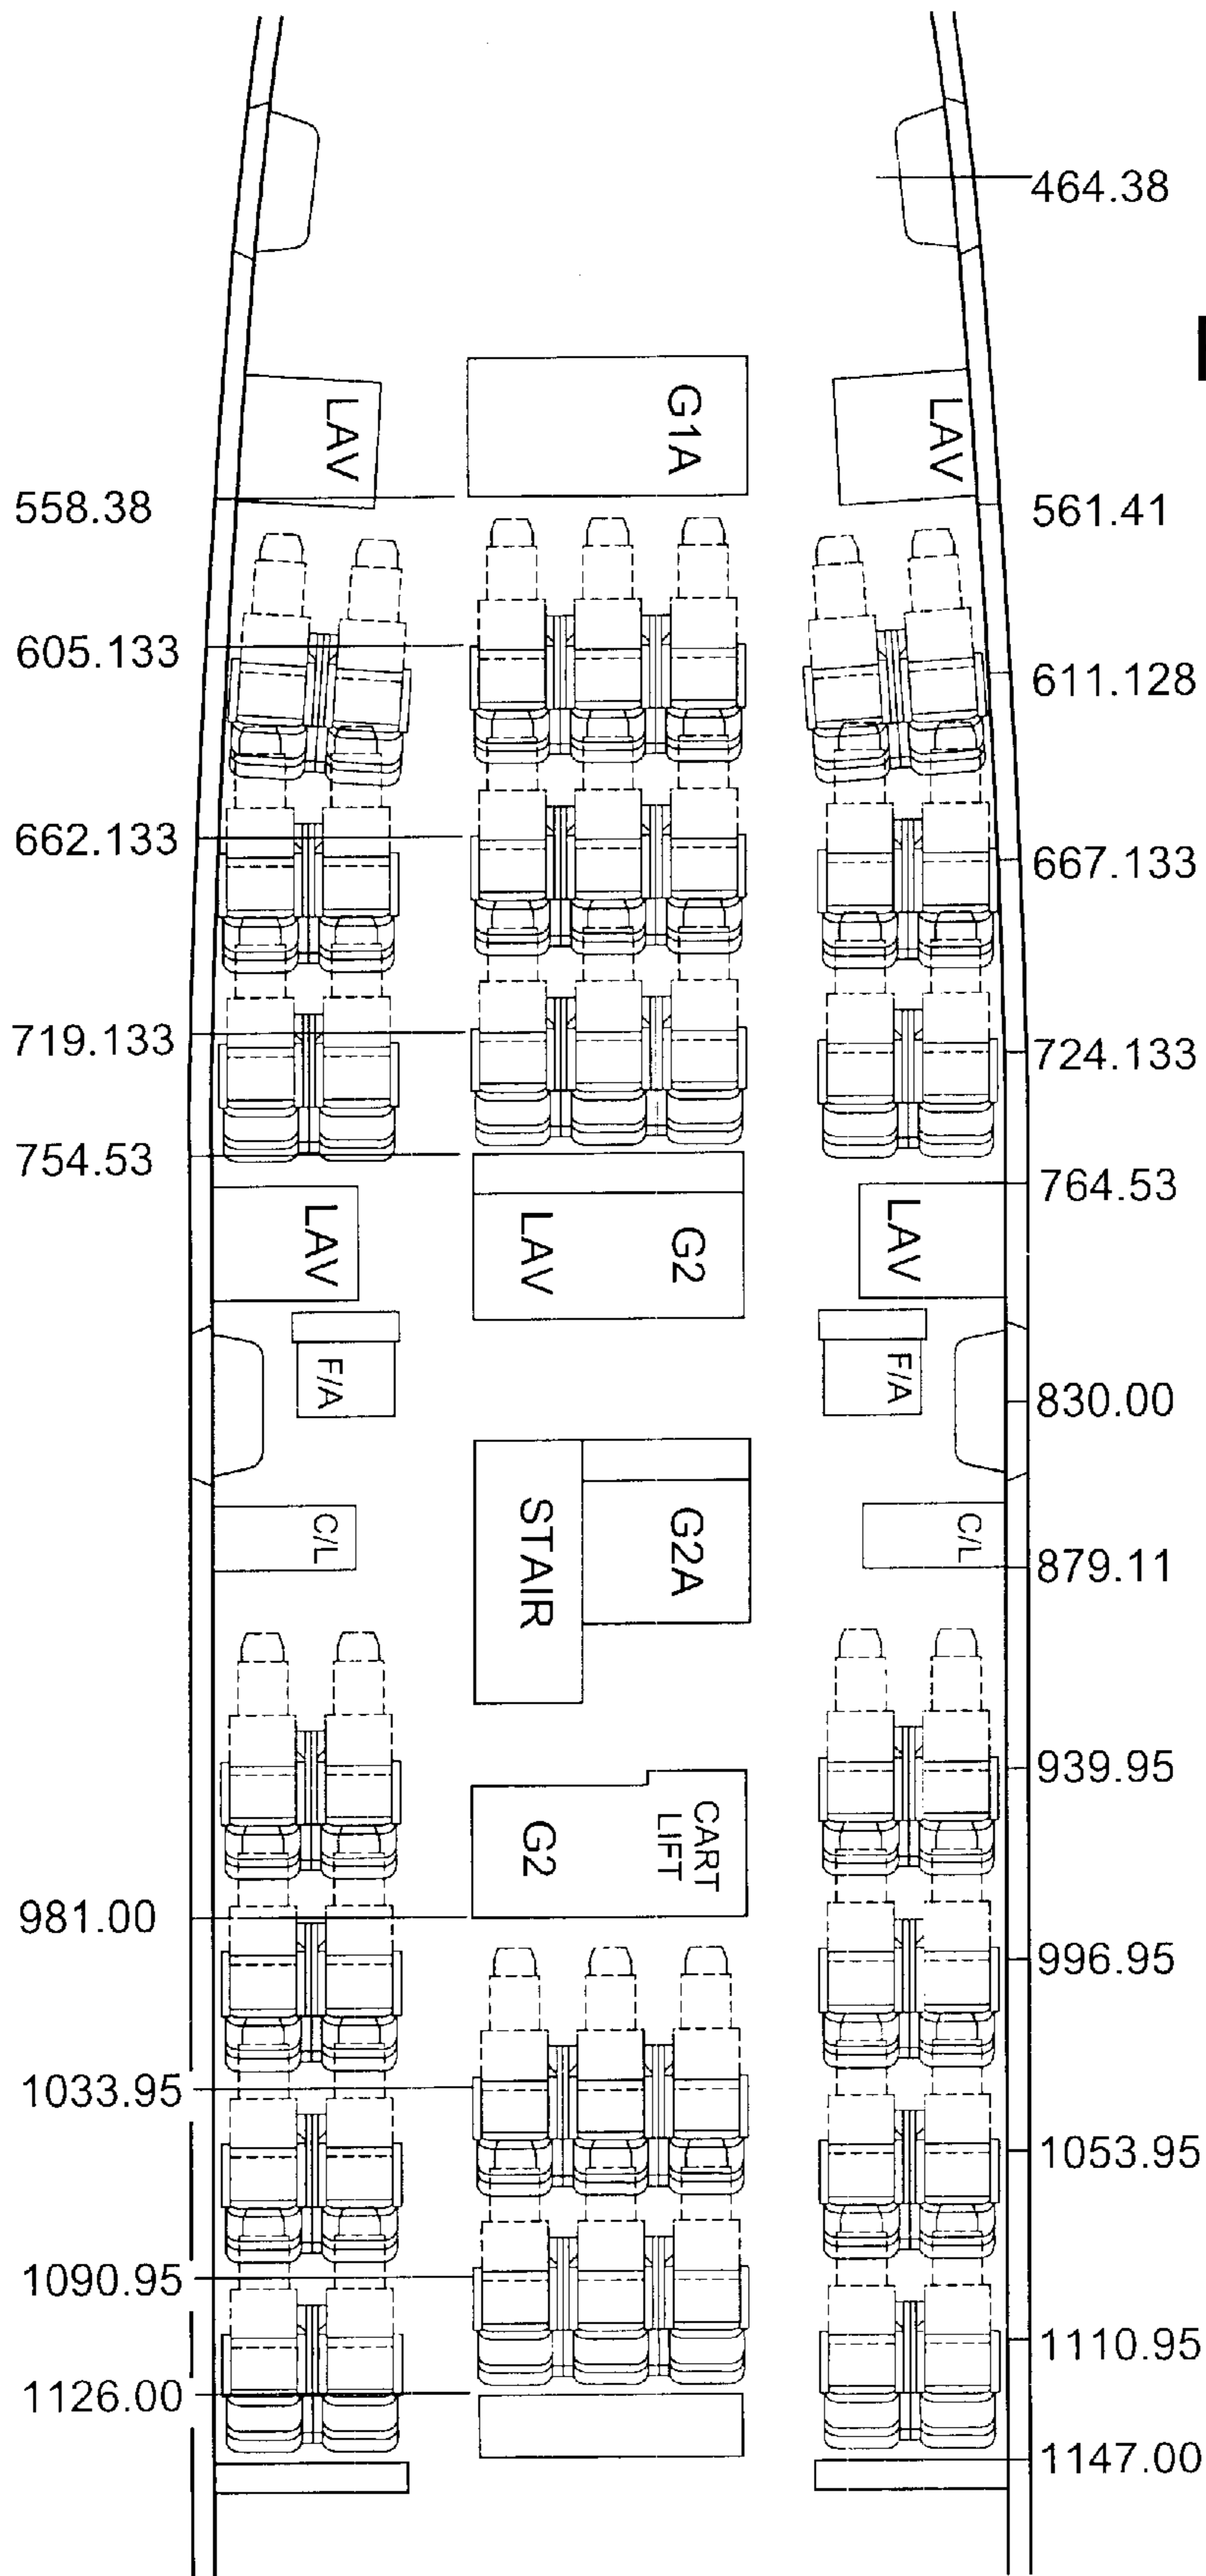 464.38
LAV
G1A
LAV
558.38
561.41
605.133
611.128
662.133
667.133
719.133
724.133
754.53
764.53
LAV
LAV
G2
LAV
F/A
F/A
830.00
C/L
STAIR
G2A
C/L
879.11
939.95
G2
CART
LIFT
981.00
996.95
1033.95
1053.95
1090.95
1110.95
1126.00
1147.00